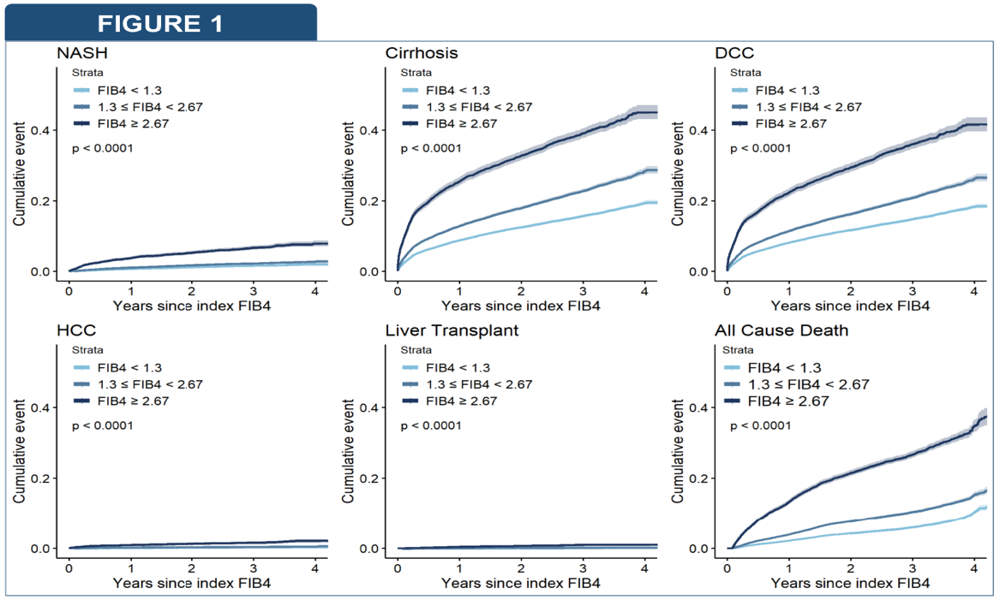 FIGURE 1
NASH
Strata
FIB4 < 1.3
1.3 ≤ FIB4 < 2.67
FIB4 ≥ 2.67
p < 0.0001
Cumulative event
0.4
0.2
0.0
0 1 2 3 4
Years since index FIB4
Cirrhosis
Strata
FIB4 < 1.3
1.3 ≤ FIB4 < 2.67
FIB4 ≥ 2.67
p < 0.0001
Cumulative event
0.4
0.2
0.0
0 1 2 3 4
Years since index FIB4
DCC
Strata
FIB4 < 1.3
1.3 ≤ FIB4 < 2.67
FIB4 ≥ 2.67
p < 0.0001
Cumulative event
0.4
0.2
0.0
0 1 2 3 4
Years since index FIB4
HCC
Strata
FIB4 < 1.3
1.3 ≤ FIB4 < 2.67
FIB4 ≥ 2.67
p < 0.0001
Cumulative event
0.4
0.2
0.0
0 1 2 3 4
Years since index FIB4
Liver Transplant
Strata
FIB4 < 1.3
1.3 ≤ FIB4 < 2.67
FIB4 ≥ 2.67
p < 0.0001
Cumulative event
0.4
0.2
0.0
0 1 2 3 4
Years since index FIB4
All Cause Death
Strata
FIB4 < 1.3
1.3 ≤ FIB4 < 2.67
FIB4 ≥ 2.67
p < 0.0001
Cumulative event
0.4
0.2
0.0
0 1 2 3 4
Years since index FIB4